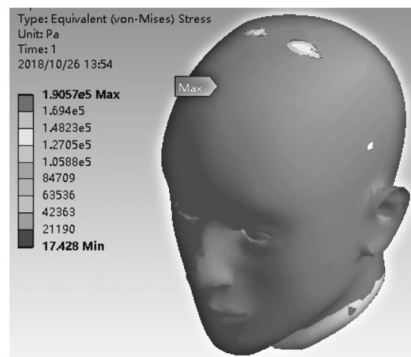 Type: Equivalent (von-Mises) Stress
Unit: Pa
Time: 1
2018/10/26 13:54
Max
1.9057e5 Max
1.694e5
1.4823e5
1.2705e5
1.0588e5
84709
63536
42363
21190
17.428 Min